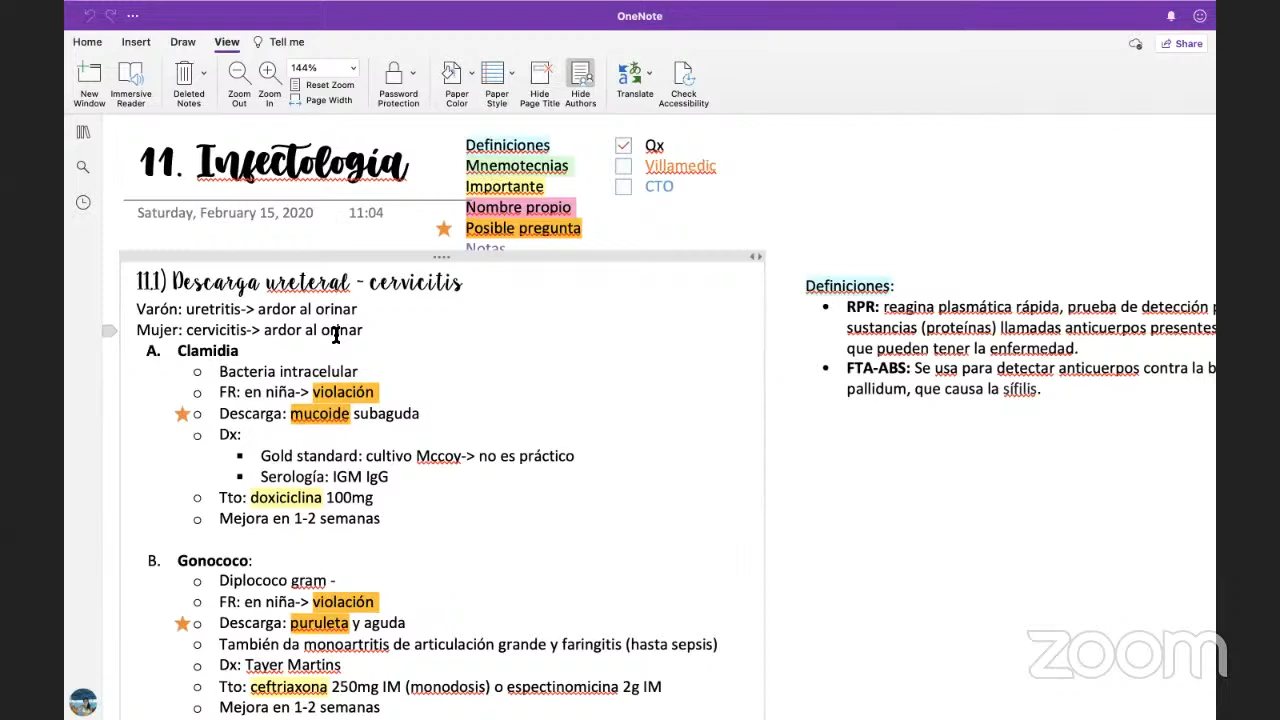 OneNote
Home Insert Draw View Tell me
Share
New Window
Immersive Reader
Deleted Notes
Zoom Out
Zoom In
144%
Reset Zoom
Page Width
Password Protection
Paper Color
Paper Style
Hide Page Title
Hide Authors
Translate
Check Accessibility
11. Infectología
Saturday, February 15, 2020 11:04
Definiciones
Mnemotecnias
Importante
Nombre propio
Posible pregunta
Notas
Qx
Villamedic
CTO
11.1) Descarga ureteral - cervicitis
Varón: uretritis-> ardor al orinar
Mujer: cervicitis-> ardor al orinar
A. Clamidia
Bacteria intracelular
FR: en niña-> violación
Descarga: mucoide subaguda
Dx:
Gold standard: cultivo Mccoy-> no es práctico
Serología: IGM IgG
Tto: doxiciclina 100mg
Mejora en 1-2 semanas
B. Gonococo:
Diplococo gram -
FR: en niña-> violación
Descarga: puruleta y aguda
También da monoartritis de articulación grande y faringitis (hasta sepsis)
Dx: Tayer Martins
Tto: ceftriaxona 250mg IM (monodosis) o espectinomicina 2g IM
Mejora en 1-2 semanas
Definiciones:
RPR: reagina plasmática rápida, prueba de detección p
sustancias (proteínas) llamadas anticuerpos presentes
que pueden tener la enfermedad.
FTA-ABS: Se usa para detectar anticuerpos contra la b
pallidum, que causa la sífilis.
zoom